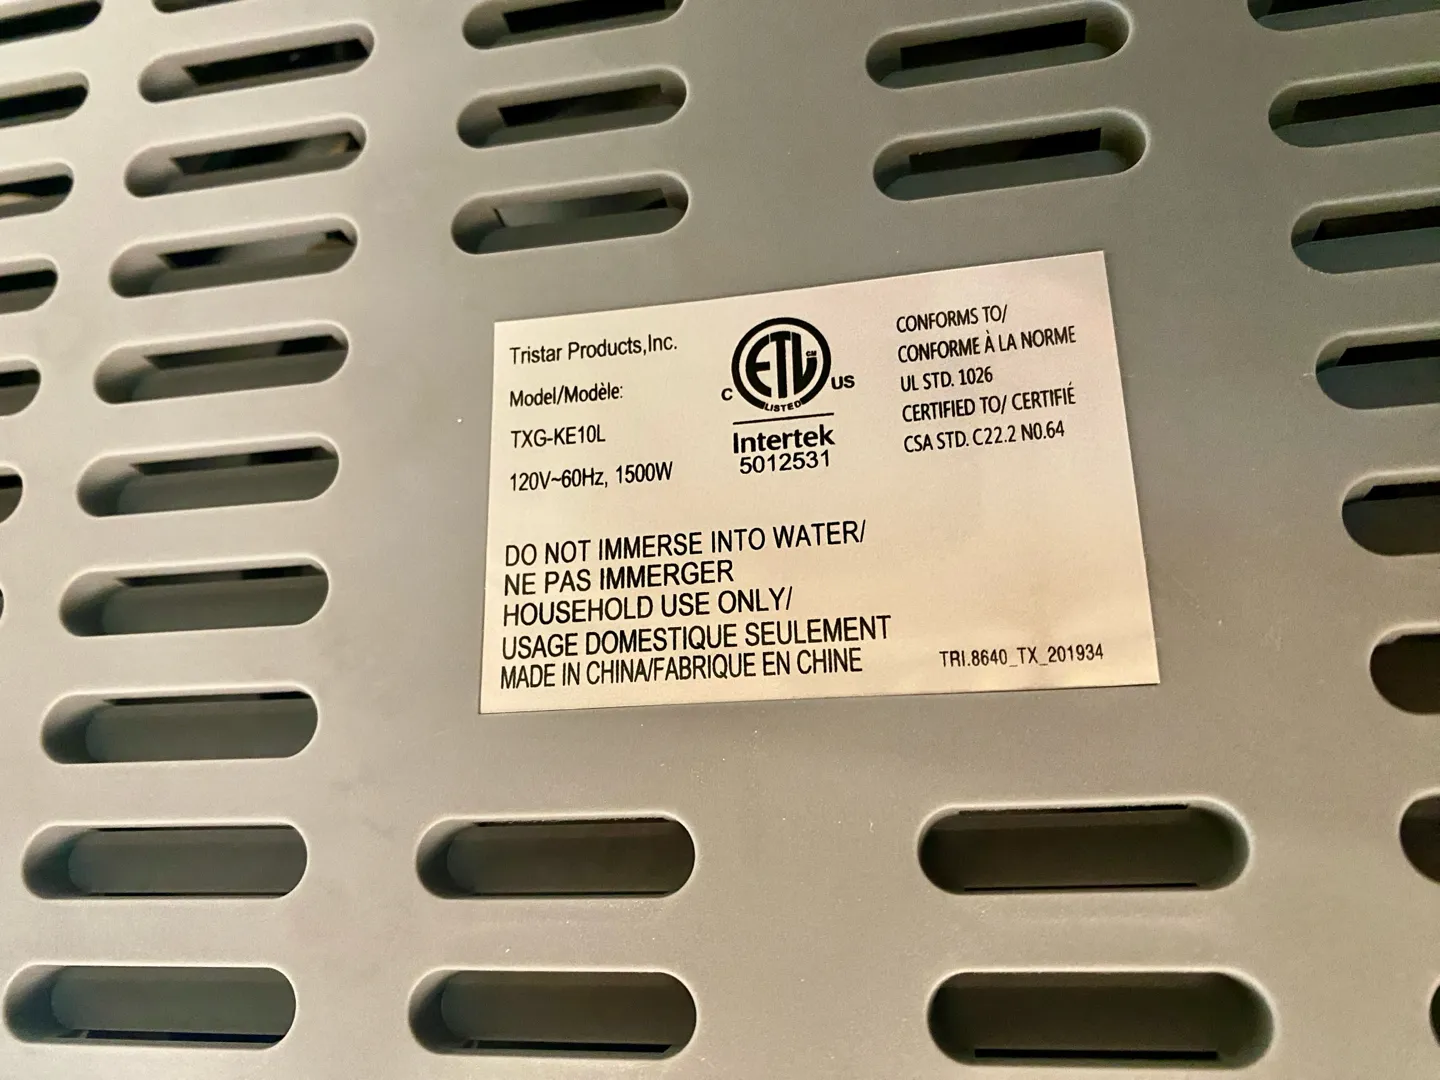 Tristar Products,Inc.
Model/Modèle:
TXG-KE10L
120V~60Hz, 1500W
ETL CM
LISTED
C US
Intertek
5012531
CONFORMS TO/
CONFORME À LA NORME
UL STD. 1026
CERTIFIED TO/ CERTIFIÉ
CSA STD. C22.2 N0.64
DO NOT IMMERSE INTO WATER/
NE PAS IMMERGER
HOUSEHOLD USE ONLY/
USAGE DOMESTIQUE SEULEMENT
MADE IN CHINA/FABRIQUE EN CHINE
TRI.8640_TX_201934